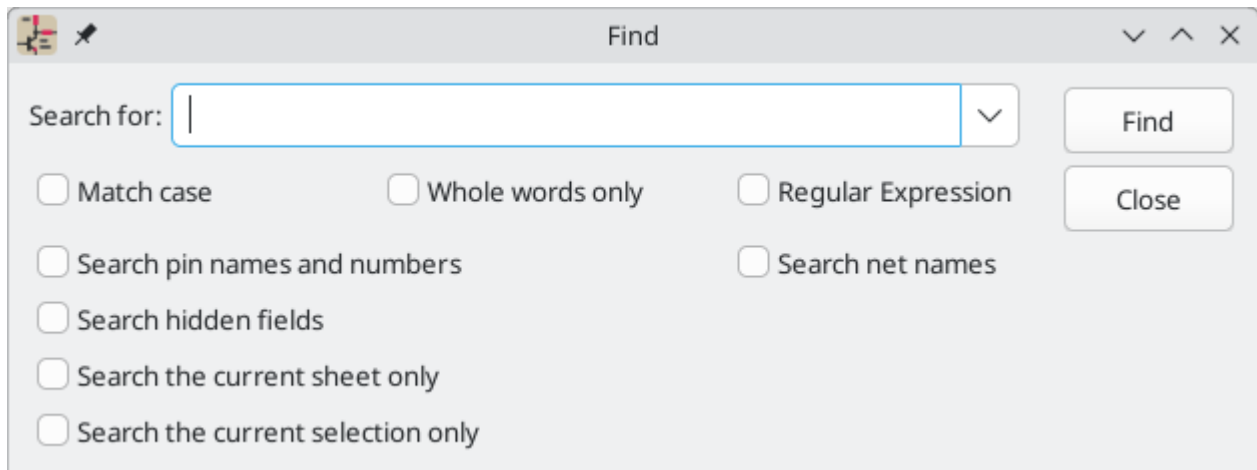 Find
Search for:
Find
Match case Whole words only Regular Expression
Close
Search pin names and numbers Search net names
Search hidden fields
Search the current sheet only
Search the current selection only